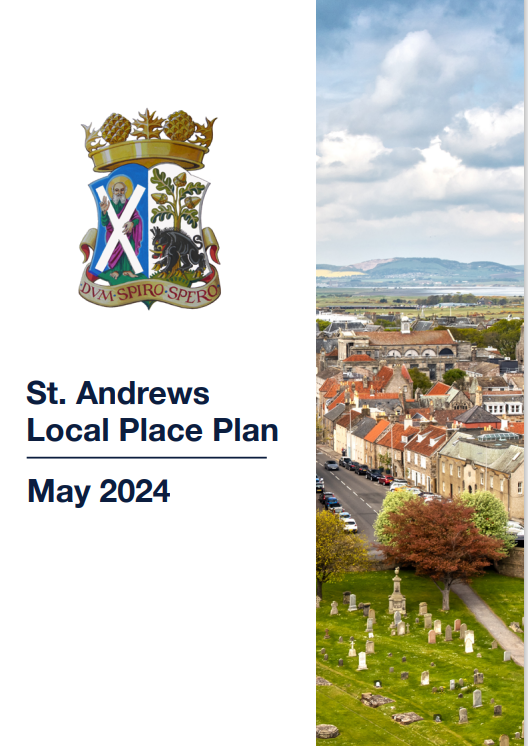 DVM·SPIRO·SPERO
St. Andrews
Local Place Plan
May 2024